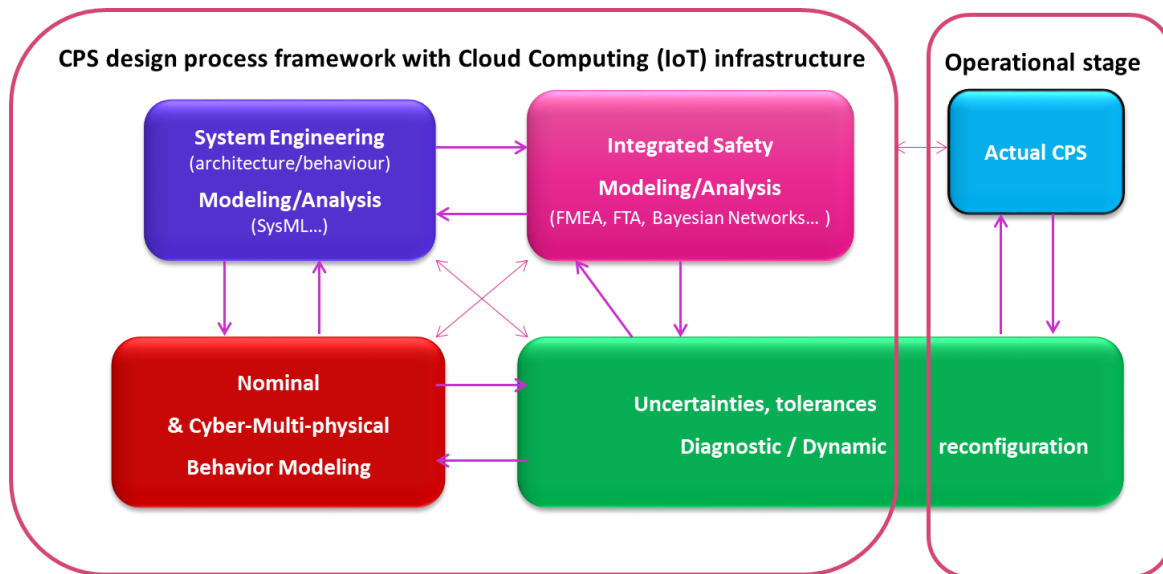 CPS design process framework with Cloud Computing (IoT) infrastructure
Operational stage
System Engineering
(architecture/behaviour)
Modeling/Analysis
(SysML…)
Integrated Safety
Modeling/Analysis
(FMEA, FTA, Bayesian Networks… )
Actual CPS
Nominal
& Cyber-Multi-physical
Behavior Modeling
Uncertainties, tolerances
Diagnostic / Dynamic reconfiguration